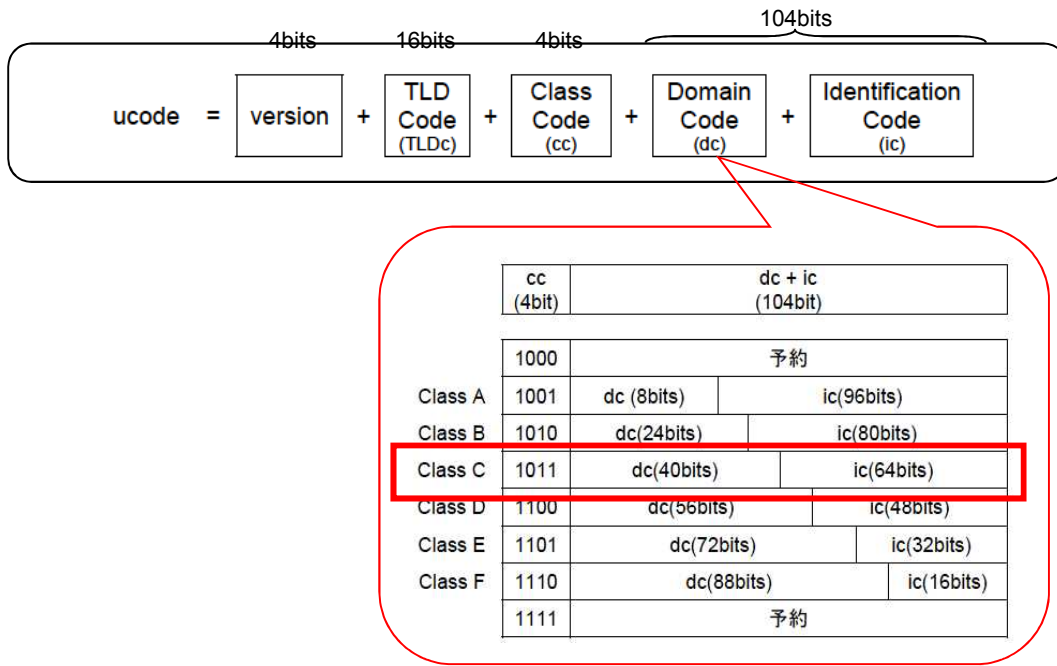 104bits
4bits 16bits 4bits
ucode = version + TLD Code (TLDc) + Class Code (cc) + Domain Code (dc) + Identification Code (ic)
cc (4bit) dc + ic (104bit)
1000 予約
Class A 1001 dc (8bits) ic(96bits)
Class B 1010 dc(24bits) ic(80bits)
Class C 1011 dc(40bits) ic(64bits)
Class D 1100 dc(56bits) ic(48bits)
Class E 1101 dc(72bits) ic(32bits)
Class F 1110 dc(88bits) ic(16bits)
1111 予約